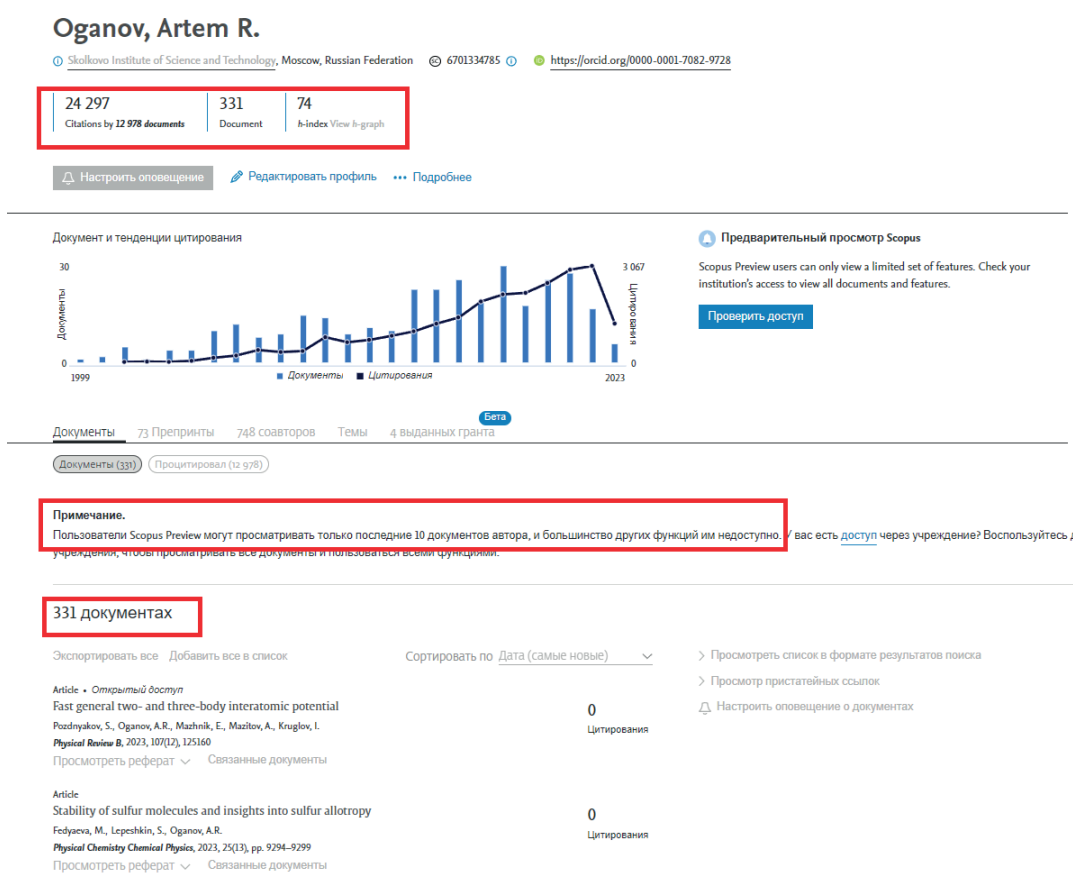 Oganov, Artem R.
Skolkovo Institute of Science and Technology, Moscow, Russian Federation SC 6701334785 https://orcid.org/0000-0001-7082-9728
24 297 331 74
Citations by 12 978 documents Document h-index View h-graph
Настроить оповещение Редактировать профиль Подробнее
Документ и тенденции цитирования
30
Документы
0
1999
3 067
Цитирования
0
2023
Документы Цитирования
Предварительный просмотр Scopus
Scopus Preview users can only view a limited set of features. Check your
institution's access to view all documents and features.
Проверить доступ
Бета
Документы 73 Препринты 748 соавторов Темы 4 выданных гранта
Документы (331) Процитировал (12 978)
Примечание.
Пользователи Scopus Preview могут просматривать только последние 10 документов автора, и большинство других функций им недоступно. У вас есть доступ через учреждение? Воспользуйтесь
учреждения, чтобы просматривать все документы и пользоваться всеми функциями.
331 документах
Экспортировать все Добавить все в список Сортировать по Дата (самые новые)
Просмотреть список в формате результатов поиска
Просмотр пристатейных ссылок
Настроить оповещение о документах
Article • Открытый доступ
Fast general two- and three-body interatomic potential
Pozdnyakov, S., Oganov, A.R., Mazhnik, E., Mazitov, A., Kruglov, I.
Physical Review B, 2023, 107(12), 125160
0
Цитирования
Просмотреть реферат Связанные документы
Article
Stability of sulfur molecules and insights into sulfur allotropy
Fedyaeva, M., Lepeshkin, S., Oganov, A.R.
Physical Chemistry Chemical Physics, 2023, 25(13), pp. 9294–9299
0
Цитирования
Просмотреть реферат Связанные документы